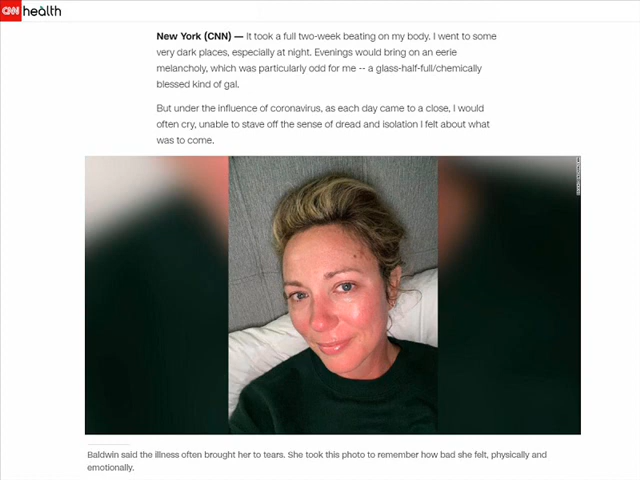 CNN health
New York (CNN) — It took a full two-week beating on my body. I went to some
very dark places, especially at night. Evenings would bring on an eerie
melancholy, which was particularly odd for me -- a glass-half-full/chemically
blessed kind of gal.
But under the influence of coronavirus, as each day came to a close, I would
often cry, unable to stave off the sense of dread and isolation I felt about what
was to come.
Baldwin said the illness often brought her to tears. She took this photo to remember how bad she felt, physically and
emotionally.